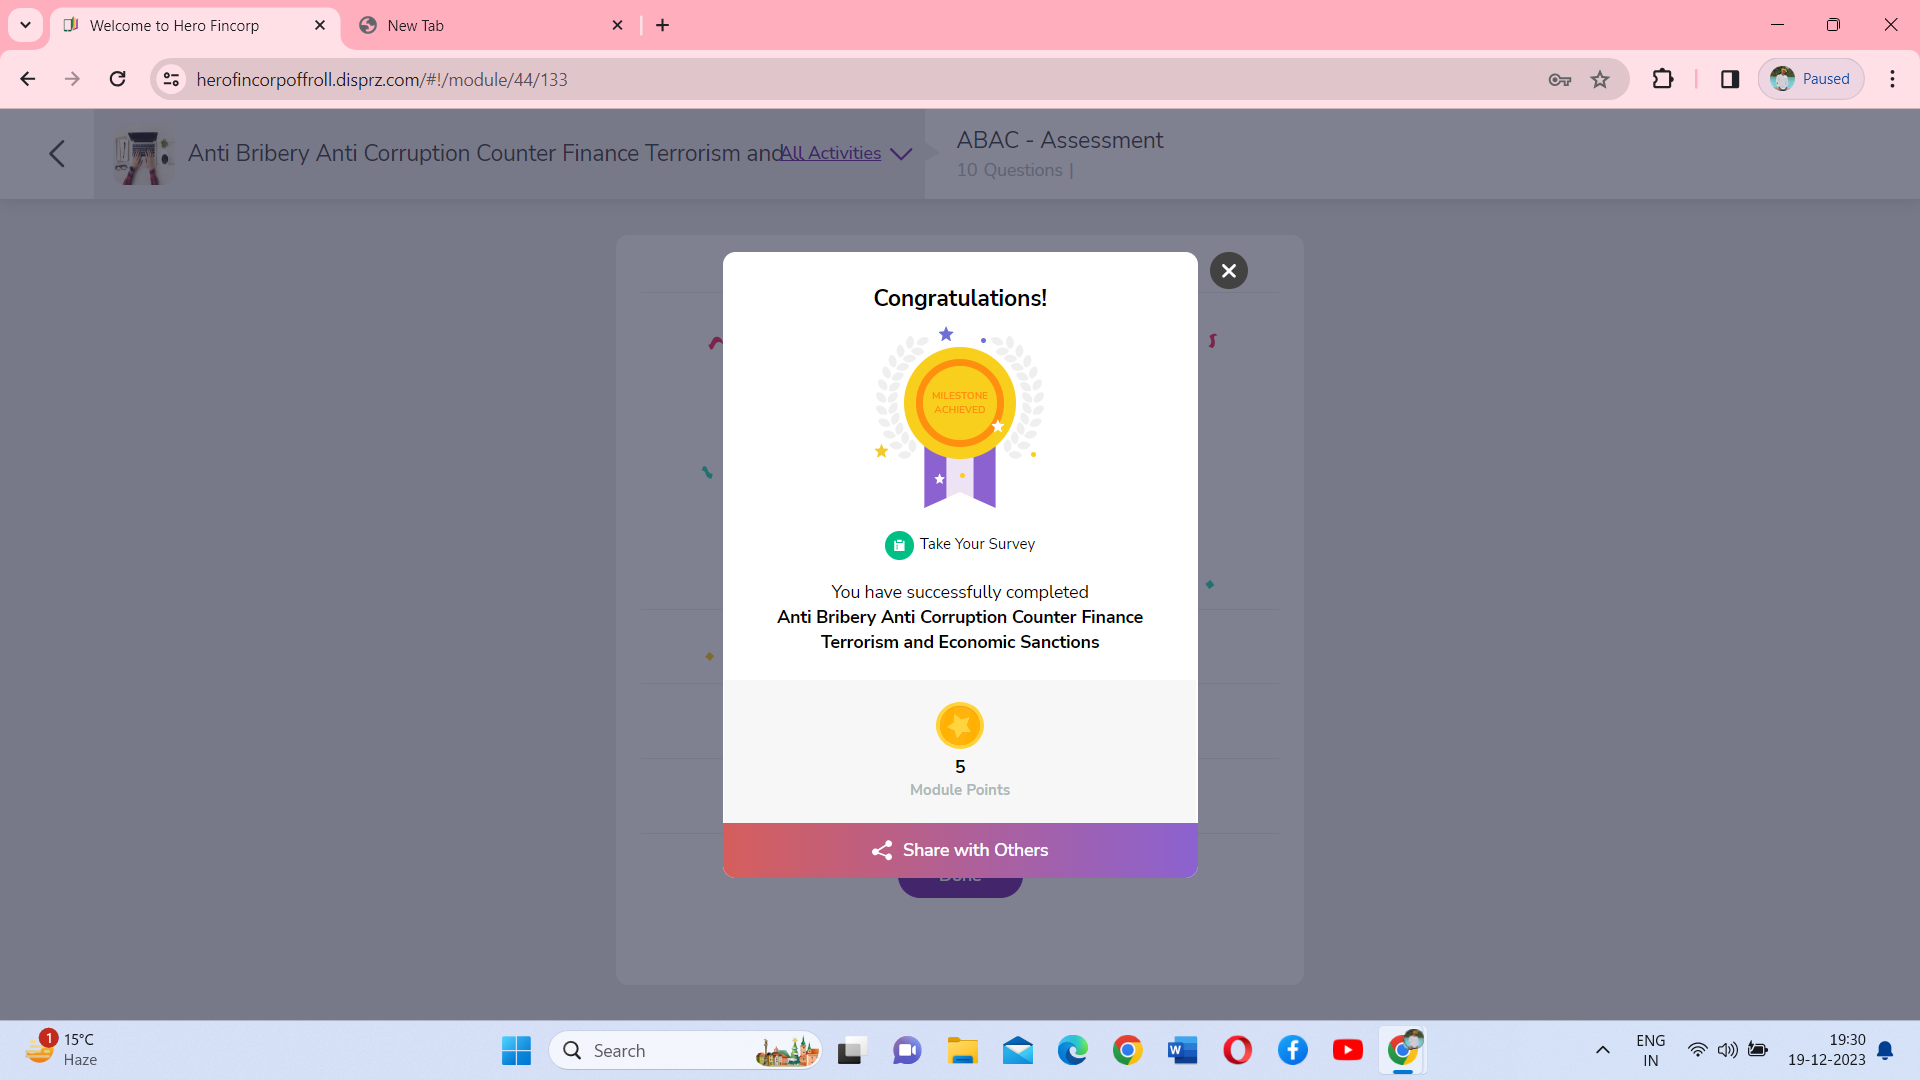 Welcome to Hero Fincorp
New Tab
herofincorpoffroll.disprz.com/#!/module/44/133
Paused
Anti Bribery Anti Corruption Counter Finance Terrorism and
All Activities
ABAC - Assessment
10 Questions |
Congratulations!
MILESTONE
ACHIEVED
Take Your Survey
You have successfully completed
Anti Bribery Anti Corruption Counter Finance
Terrorism and Economic Sanctions
5
Module Points
Share with Others
Done
1
15°C
Haze
Search
ENG
IN
19:30
19-12-2023